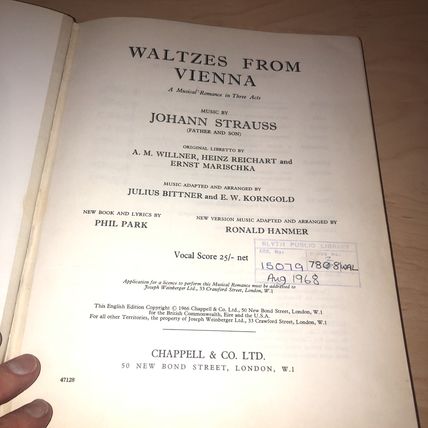 WALTZES FROM
VIENNA
A Musical Romance in Three Acts
MUSIC BY
JOHANN STRAUSS
(FATHER AND SON)
ORIGINAL LIBRETTO BY
A. M. WILLNER, HEINZ REICHART and
ERNST MARISCHKA
MUSIC ADAPTED AND ARRANGED BY
JULIUS BITTNER and E. W. KORNGOLD
NEW BOOK AND LYRICS BY
PHIL PARK
NEW VERSION MUSIC ADAPTED AND ARRANGED BY
RONALD HANMER
Vocal Score 25/- net
BLYTH PUBLIC LIBRARY
15079
Aug 1968
Application for a licence to perform this Musical Romance must be addressed to
Joseph Weinberger Ltd., 33 Crawford Street, London, W.1
This English Edition Copyright © 1966 Chappell & Co. Ltd., 50 New Bond Street, London, W.1
for the British Commonwealth, Eire and the U.S.A.
For all other Territories, the property of Joseph Weinberger Ltd., 33 Crawford Street, London, W.1
CHAPPELL & CO. LTD.
50 NEW BOND STREET, LONDON, W.1
47128